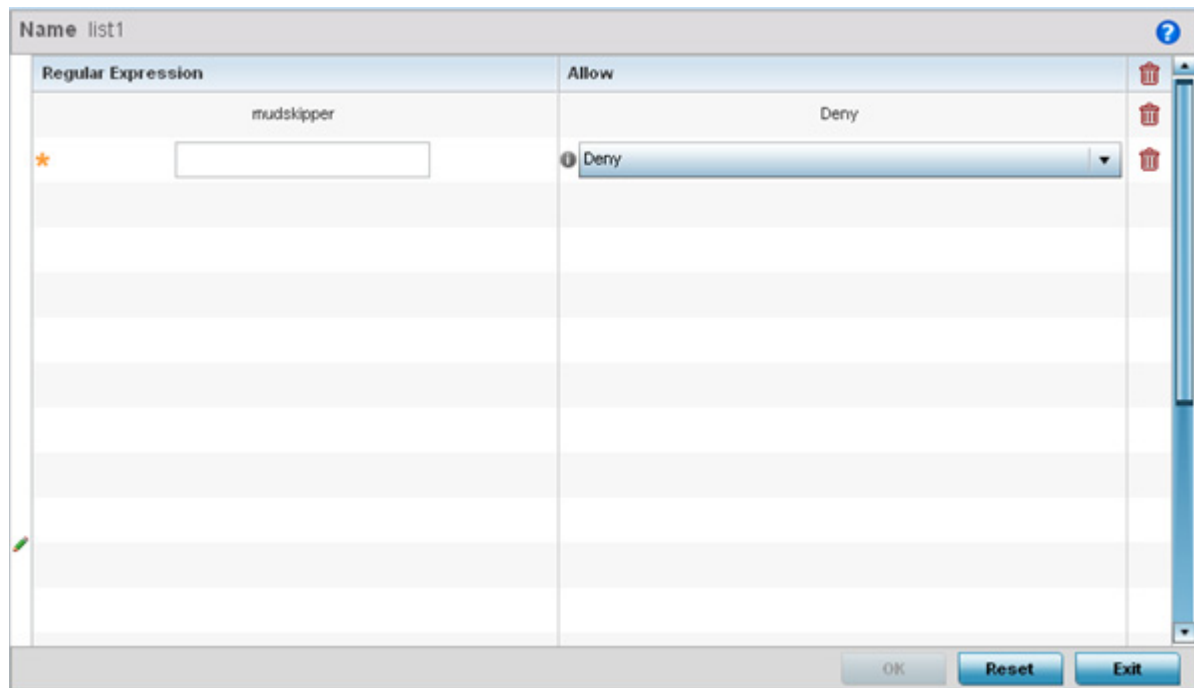 Name list1
Regular Expression Allow
mudskipper Deny
Deny
OK Reset Exit